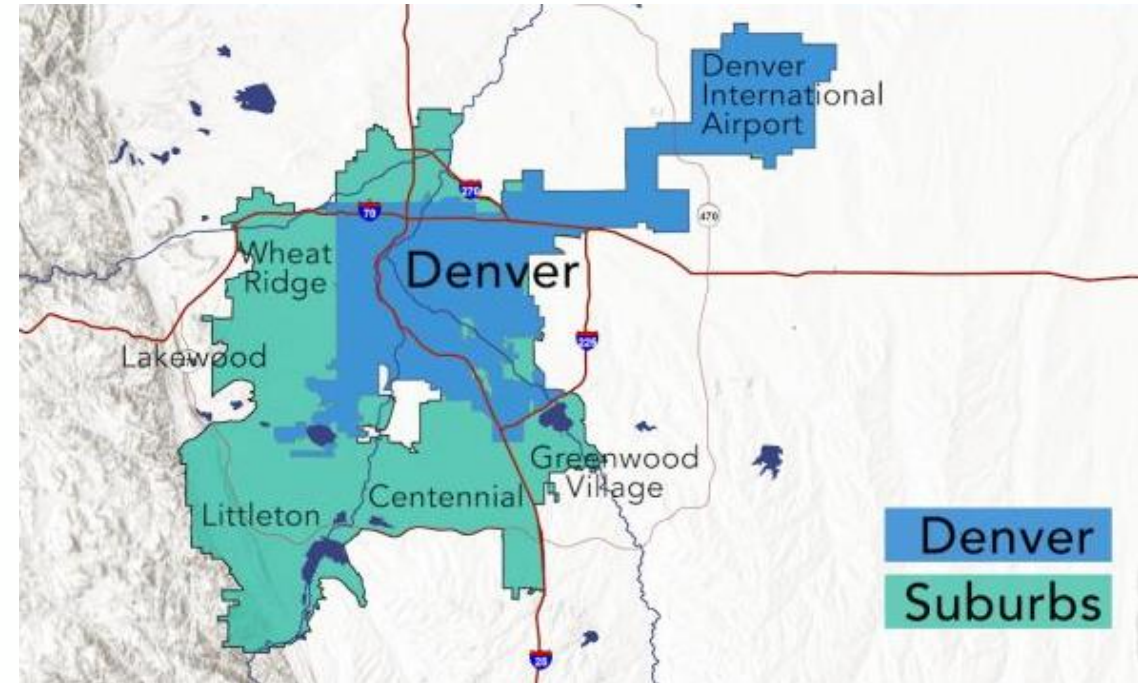 Denver
International
Airport
270
70
470
Wheat
Ridge
Denver
225
Lakewood
Greenwood
Village
Centennial
Littleton
Denver
Suburbs
25